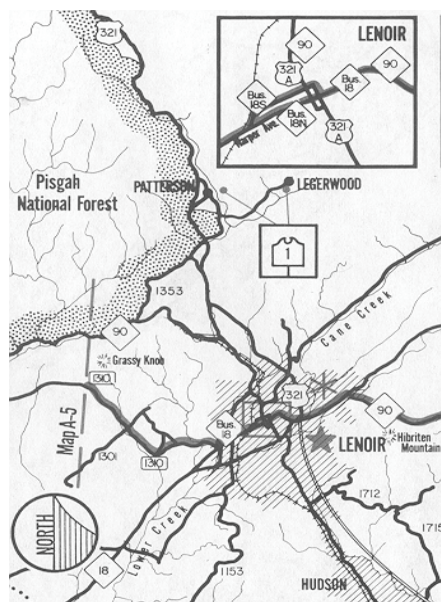 321
90
LENOIR
321
A
90
Bus.
18
Bus.
18S
Bus.
18N
Harper Ave.
321
A
Pisgah
National Forest
PATTERSON
LEGERWOOD
1
1353
Cane Creek
90
Grassy Knob
1310
321
90
Bus.
18
LENOIR
Hibriten
Mountain
Map A-5
1301
1310
1712
1715
NORTH
Lower Creek
18
1153
HUDSON